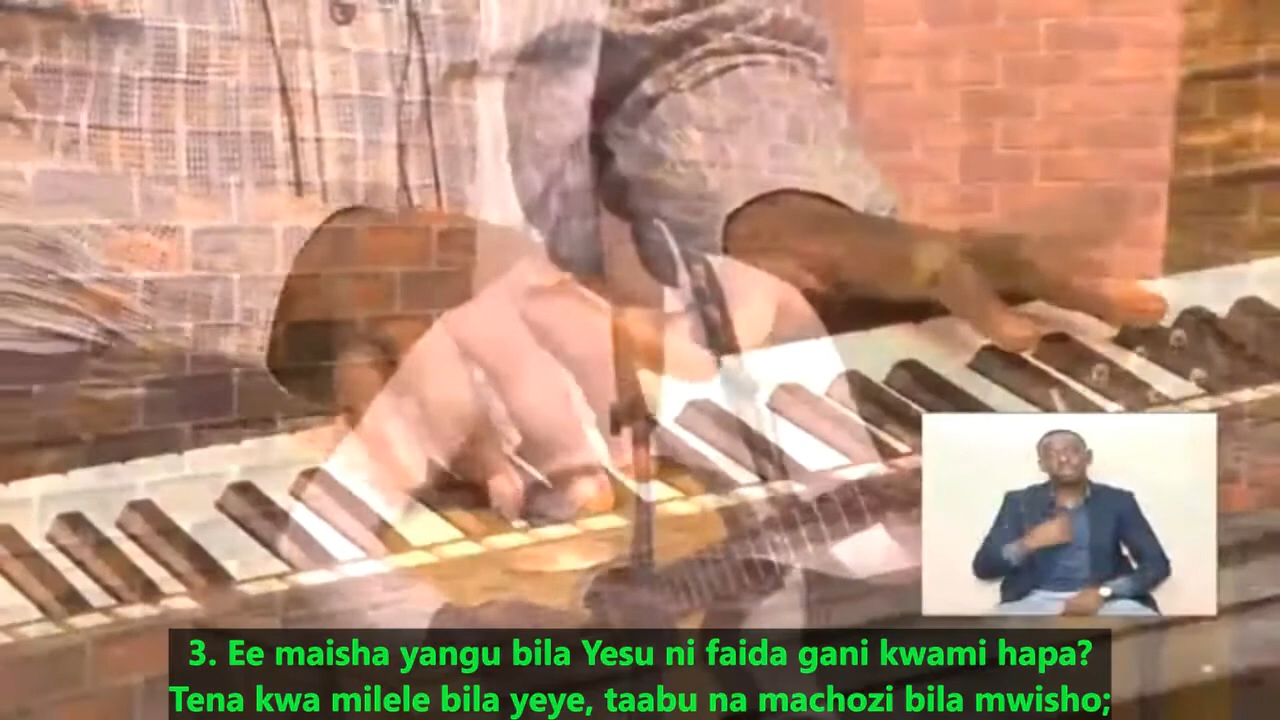 3. Ee maisha yangu bila Yesu ni faida gani kwami hapa?
Tena kwa milele bila yeye, taabu na machozi bila mwisho;